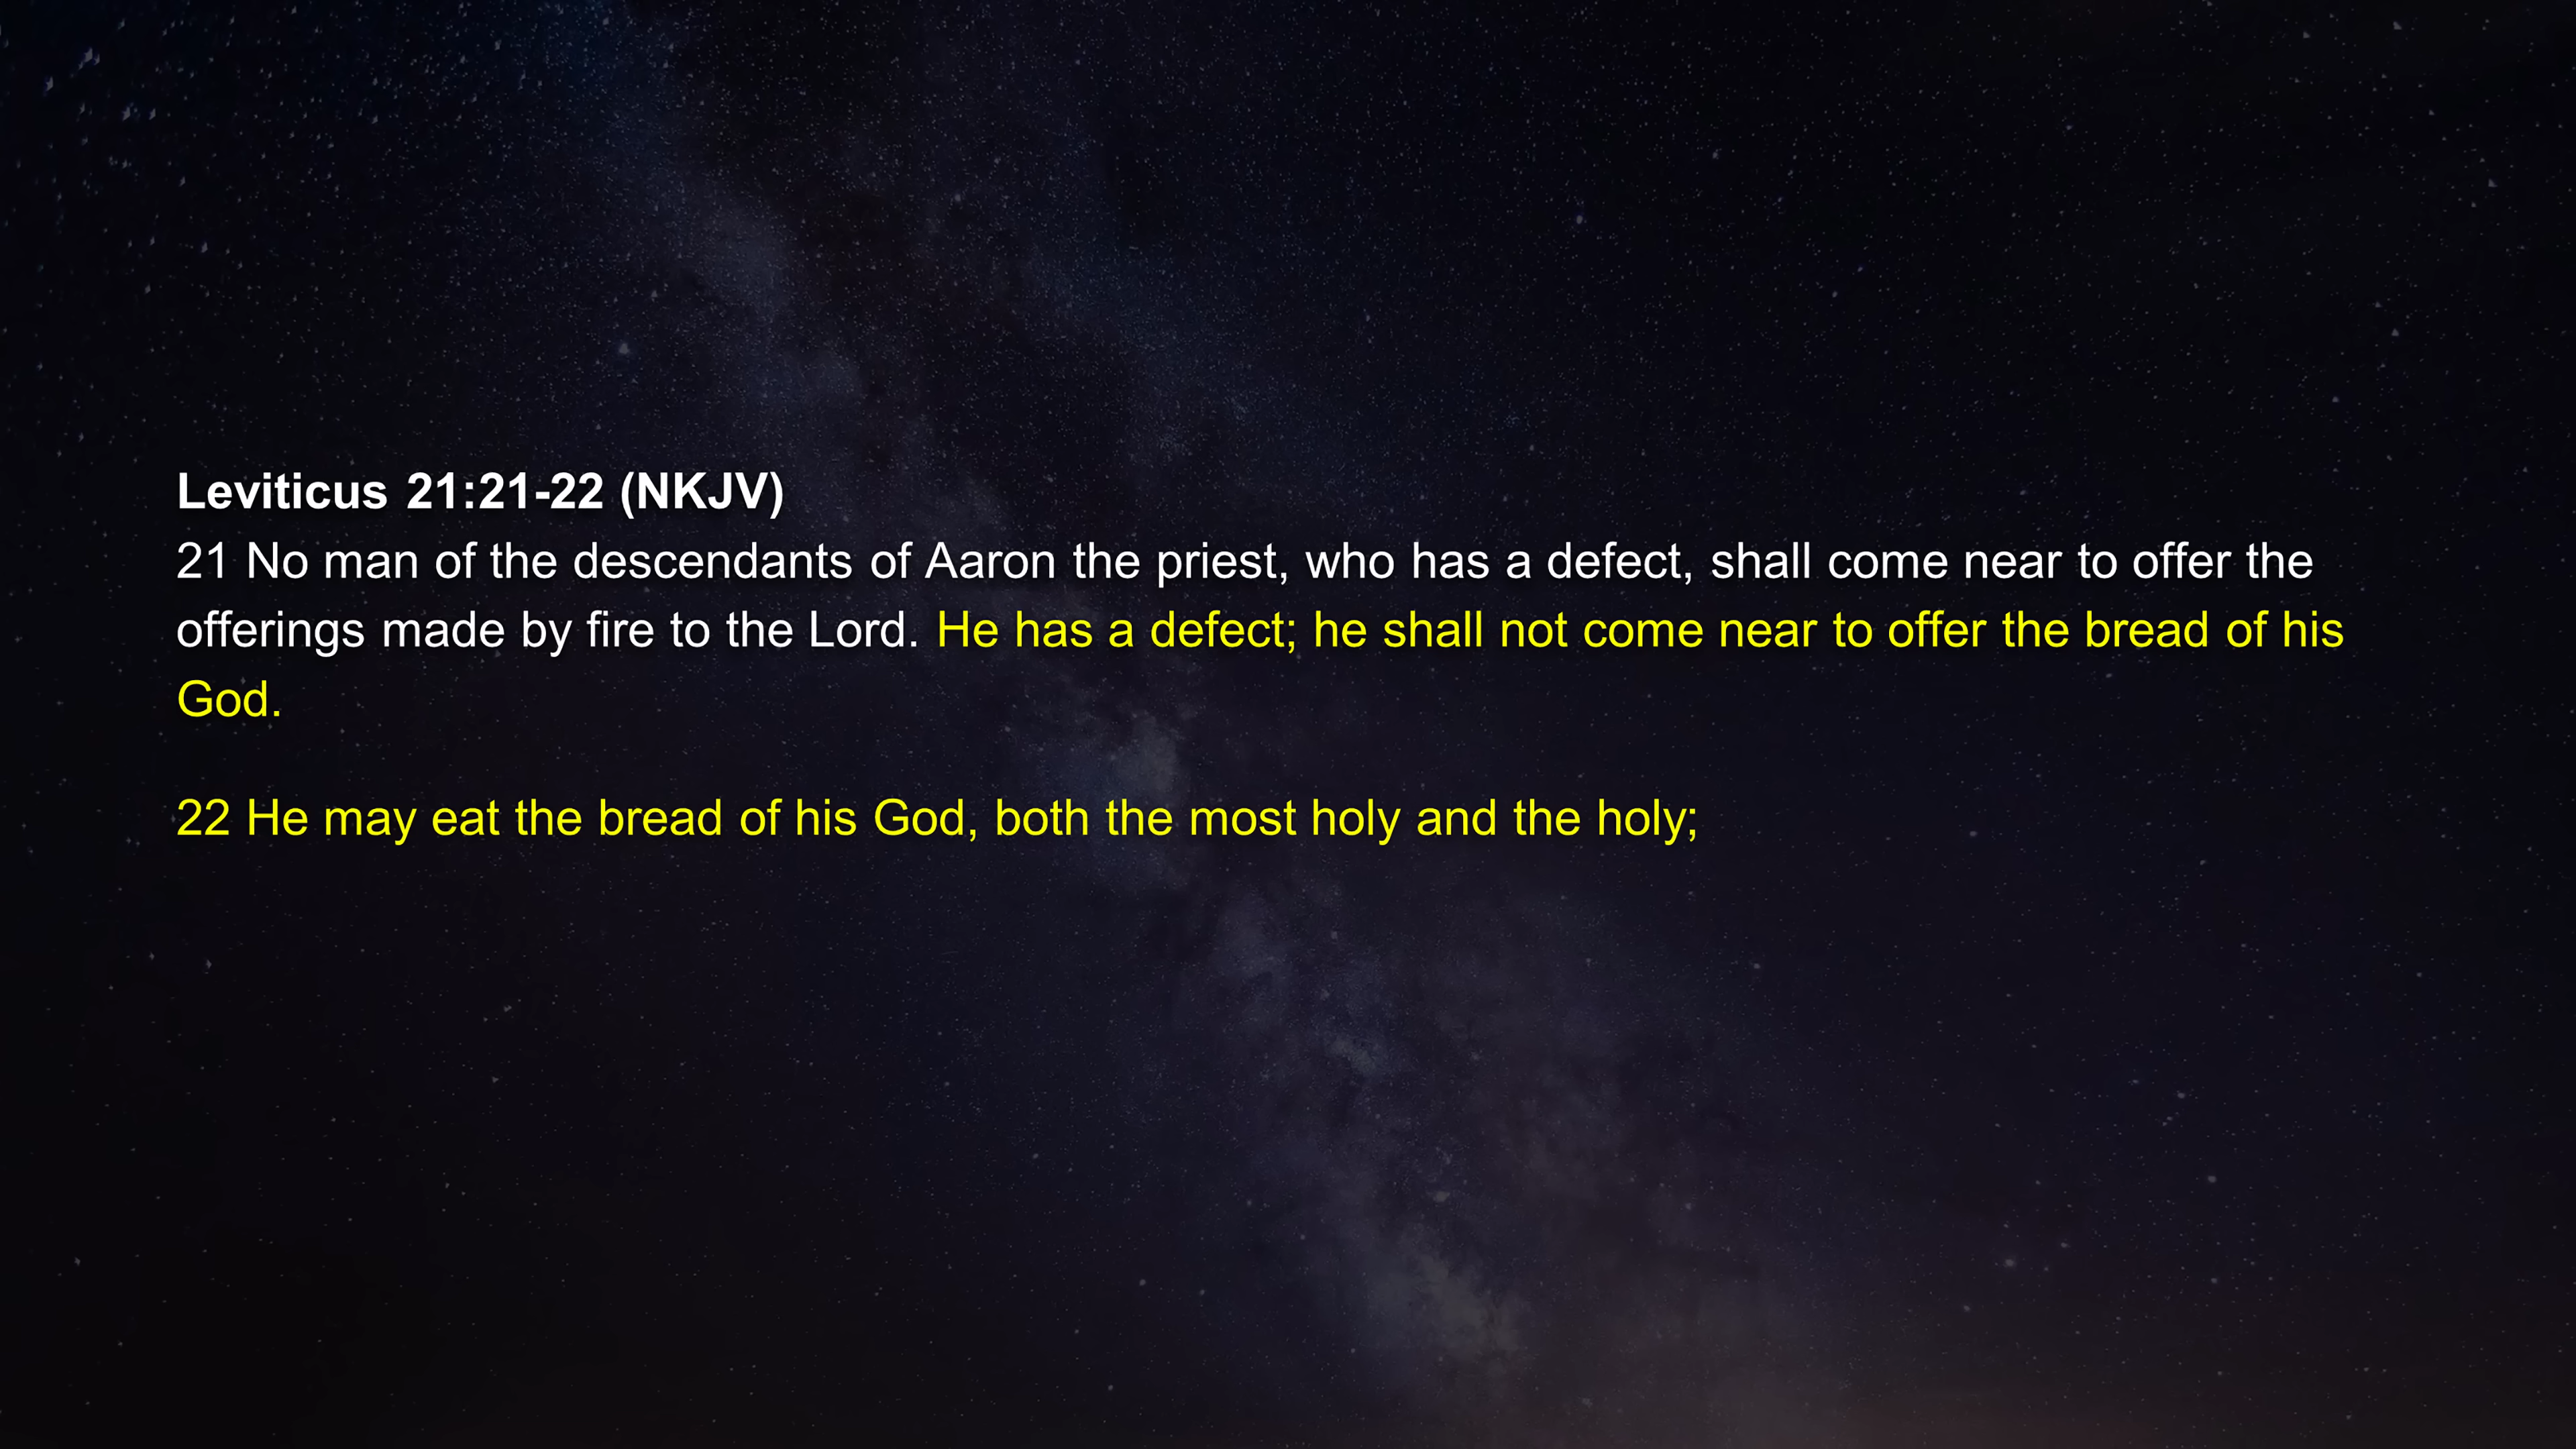 Leviticus 21:21-22 (NKJV)
21 No man of the descendants of Aaron the priest, who has a defect, shall come near to offer the
offerings made by fire to the Lord. He has a defect; he shall not come near to offer the bread of his
God.
22 He may eat the bread of his God, both the most holy and the holy;